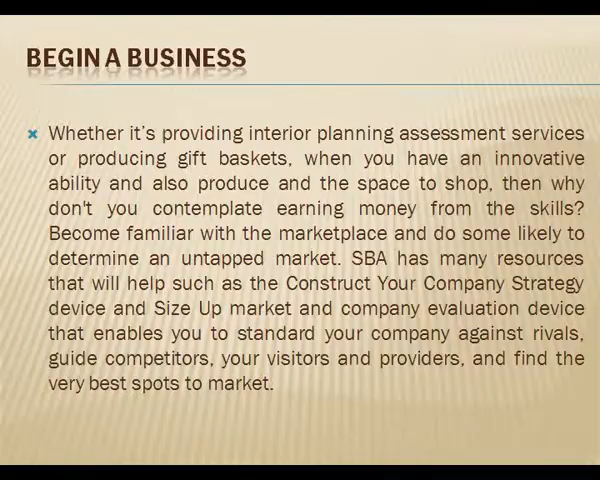 BEGIN A BUSINESS
Whether it’s providing interior planning assessment services
or producing gift baskets, when you have an innovative
ability and also produce and the space to shop, then why
don't you contemplate earning money from the skills?
Become familiar with the marketplace and do some likely to
determine an untapped market. SBA has many resources
that will help such as the Construct Your Company Strategy
device and Size Up market and company evaluation device
that enables you to standard your company against rivals,
guide competitors, your visitors and providers, and find the
very best spots to market.